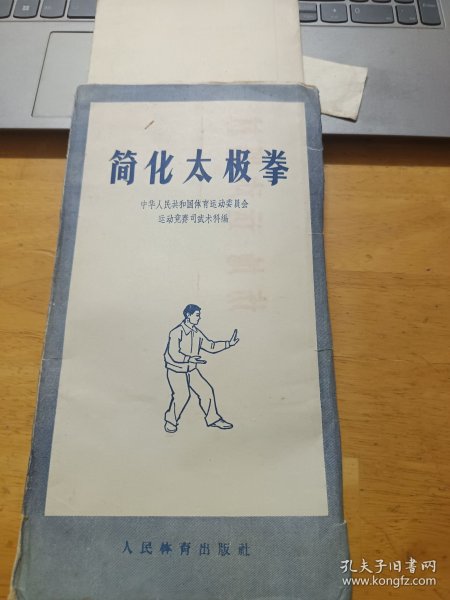 简化太极拳
中华人民共和国体育运动委員会
运动竞赛司武术科编
人民体育出版社
孔夫子旧书网
www.kongfz.com